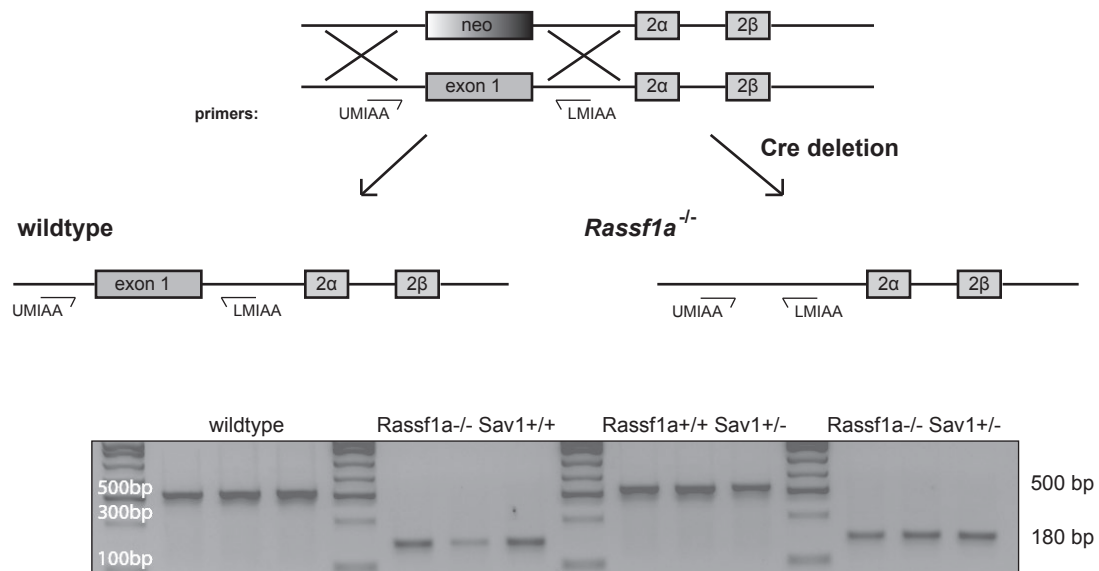 neo 2α 2β
exon 1 2α 2β
primers: UMIAA LMIAA
Cre deletion
wildtype Rassf1a-/-
exon 1 2α 2β 2α 2β
UMIAA LMIAA UMIAA LMIAA
wildtype Rassf1a-/- Sav1+/+ Rassf1a+/+ Sav1+/- Rassf1a-/- Sav1+/-
500bp 500 bp
300bp
180 bp
100bp